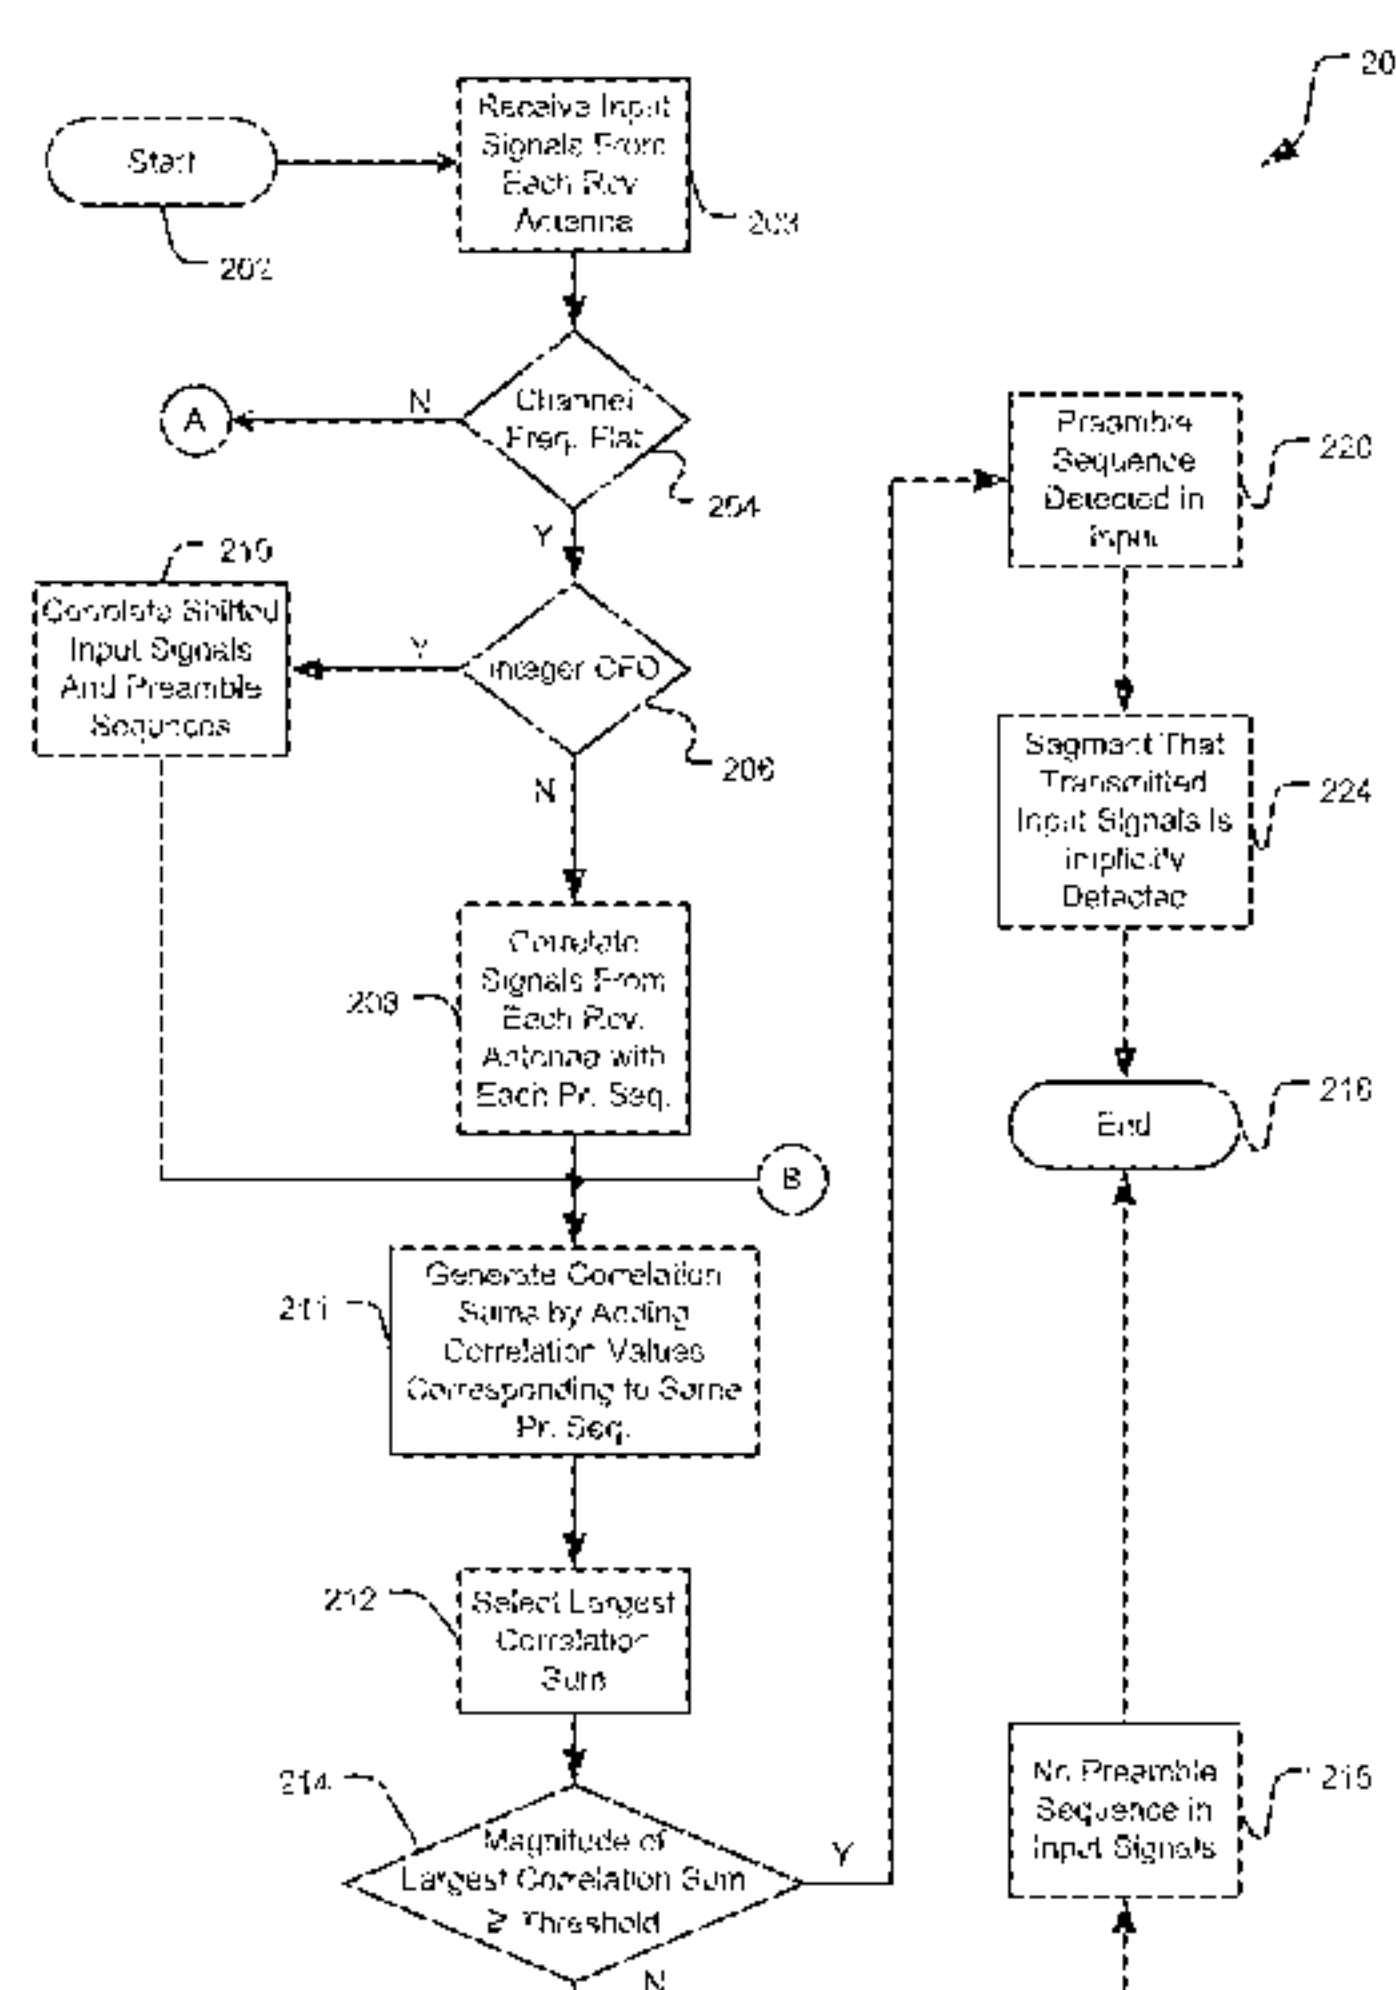 20
Start
202
Receive Input
Signals From
Each Rcv
Antenna
203
Channel
Freq. Flat
204
N
A
Y
Integer CFO
206
Y
210
Correlate Shifted
Input Signals
And Preamble
Sequnces
N
Correlate
Signals From
Each Rcv.
Antenna with
Each Pr. Seq.
208
B
Generate Correlation
Sums by Adding
Correlation Values
Corresponding to Same
Pr. Seq.
211
Select Largest
Correlation
Sum
212
Magnitude of
Largest Correlation Sum
≥ Threshold
214
Y
N
Preamble
Sequence
Detected in
Input
220
Segment That
Transmitted
Input Signals Is
Implicitly
Detected
224
End
218
No Preamble
Sequence in
Input Signals